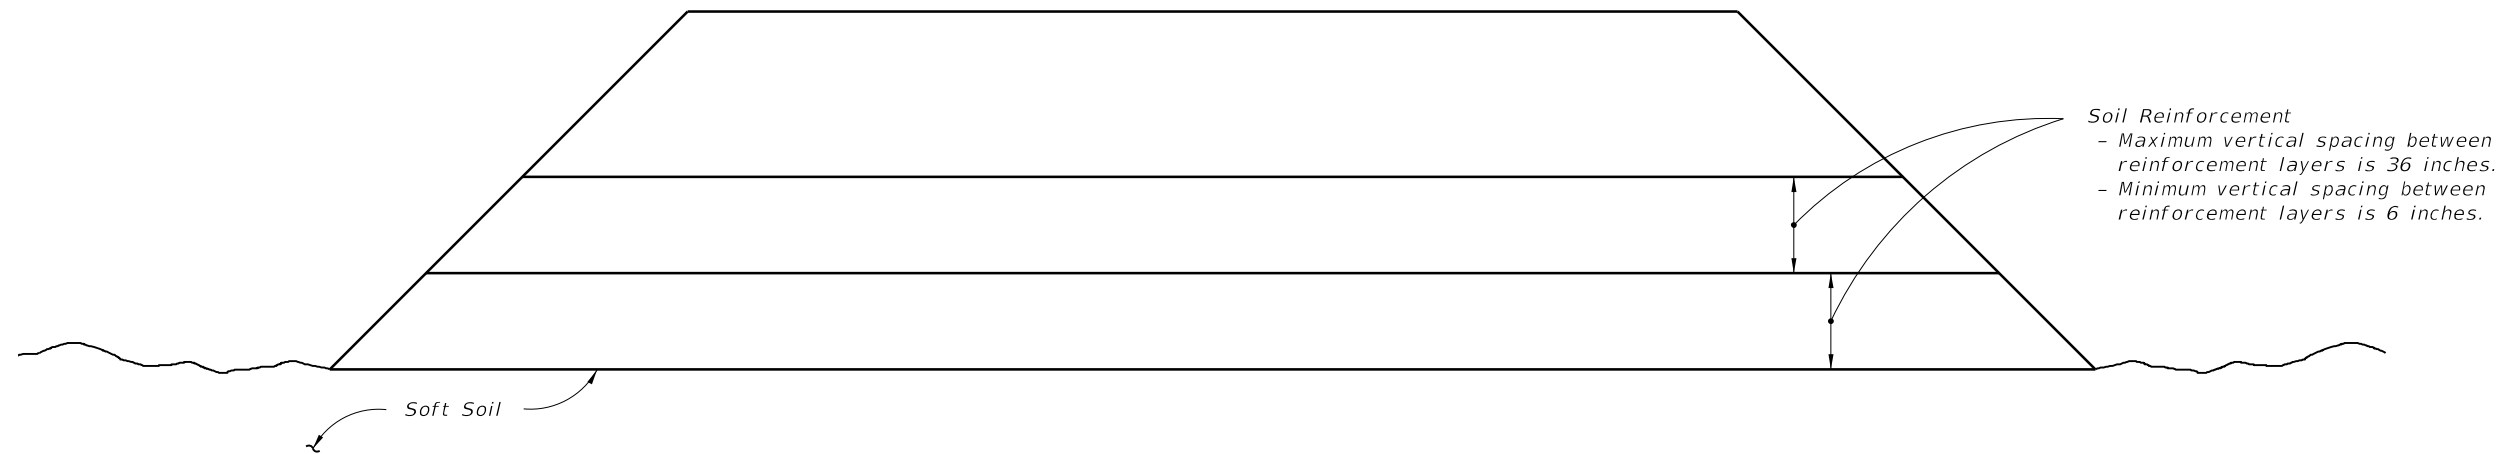 Soil Reinforcement
– Maximum vertical spacing between
reinforcement layers is 36 inches.
– Minimum vertical spacing between
reinforcement layers is 6 inches.
Soft Soil